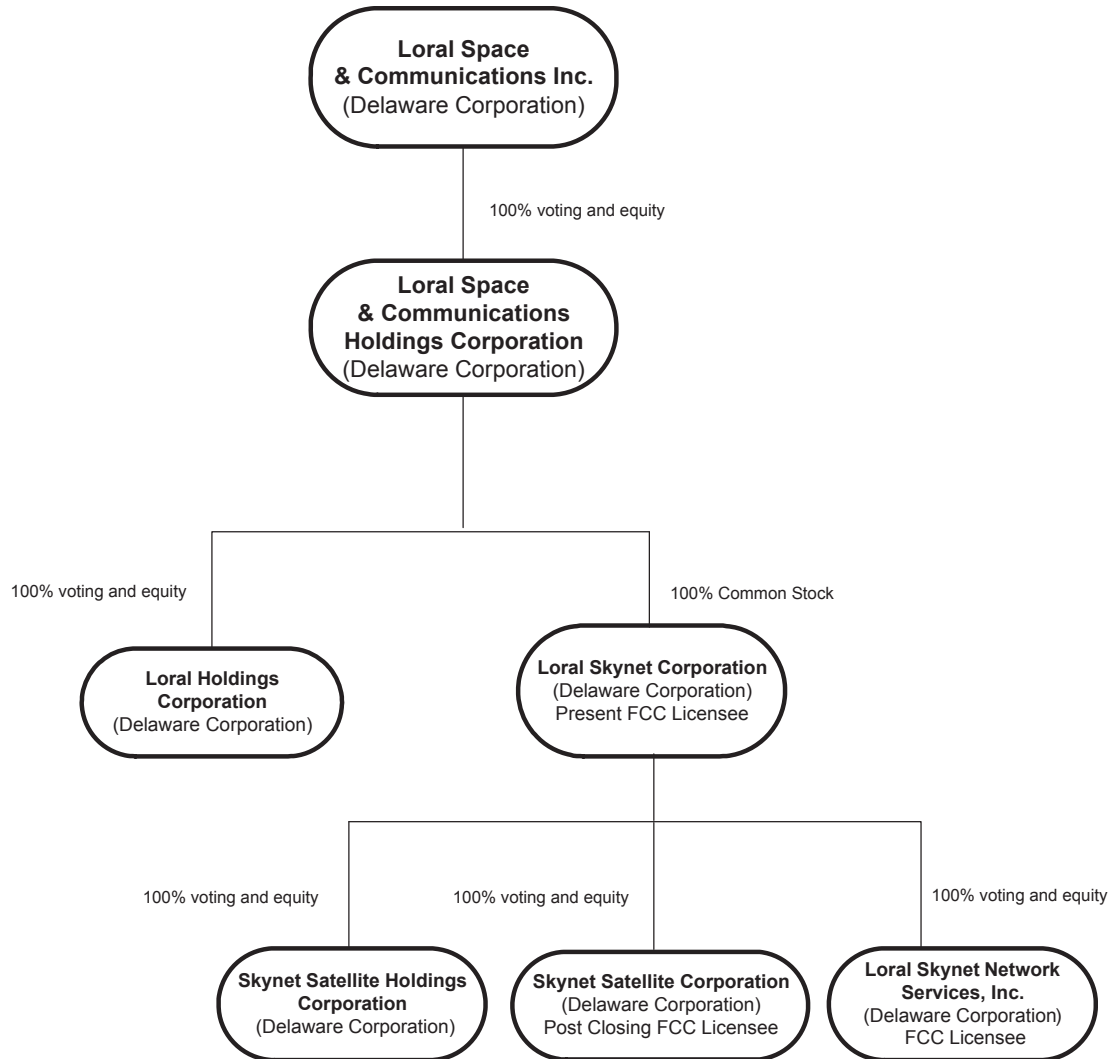 Loral Space
& Communications Inc.
(Delaware Corporation)
100% voting and equity
Loral Space
& Communications
Holdings Corporation
(Delaware Corporation)
100% voting and equity
100% Common Stock
Loral Holdings
Corporation
(Delaware Corporation)
Loral Skynet Corporation
(Delaware Corporation)
Present FCC Licensee
100% voting and equity
100% voting and equity
100% voting and equity
Skynet Satellite Holdings
Corporation
(Delaware Corporation)
Skynet Satellite Corporation
(Delaware Corporation)
Post Closing FCC Licensee
Loral Skynet Network
Services, Inc.
(Delaware Corporation)
FCC Licensee